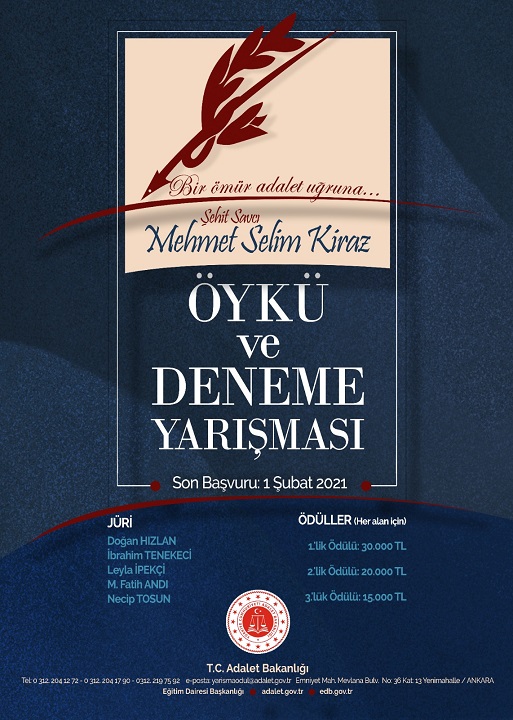 Bir ömür adalet uğruna...
Şehit Savcı
Mehmet Selim Kiraz
ÖYKÜ
ve
DENEME
YARIŞMASI
Son Başvuru: 1 Şubat 2021
JÜRİ
Doğan HIZLAN
İbrahim TENEKECİ
Leyla İPEKÇİ
M. Fatih ANDI
Necip TOSUN
ÖDÜLLER (Her alan için)
1.'lik Ödülü: 30.000 TL
2.'lik Ödülü: 20.000 TL
3.'lük Ödülü: 15.000 TL
T.C. Adalet Bakanlığı
Tel: 0 312. 204 12 72 - 0 312. 204 17 90 - 0312. 219 75 92 e-posta: yarismaodul@adalet.gov.tr Emniyet Mah. Mevlana Bulv. No: 36 Kat: 13 Yenimahalle / ANKARA
Eğitim Dairesi Başkanlığı adalet.gov.tr edb.gov.tr